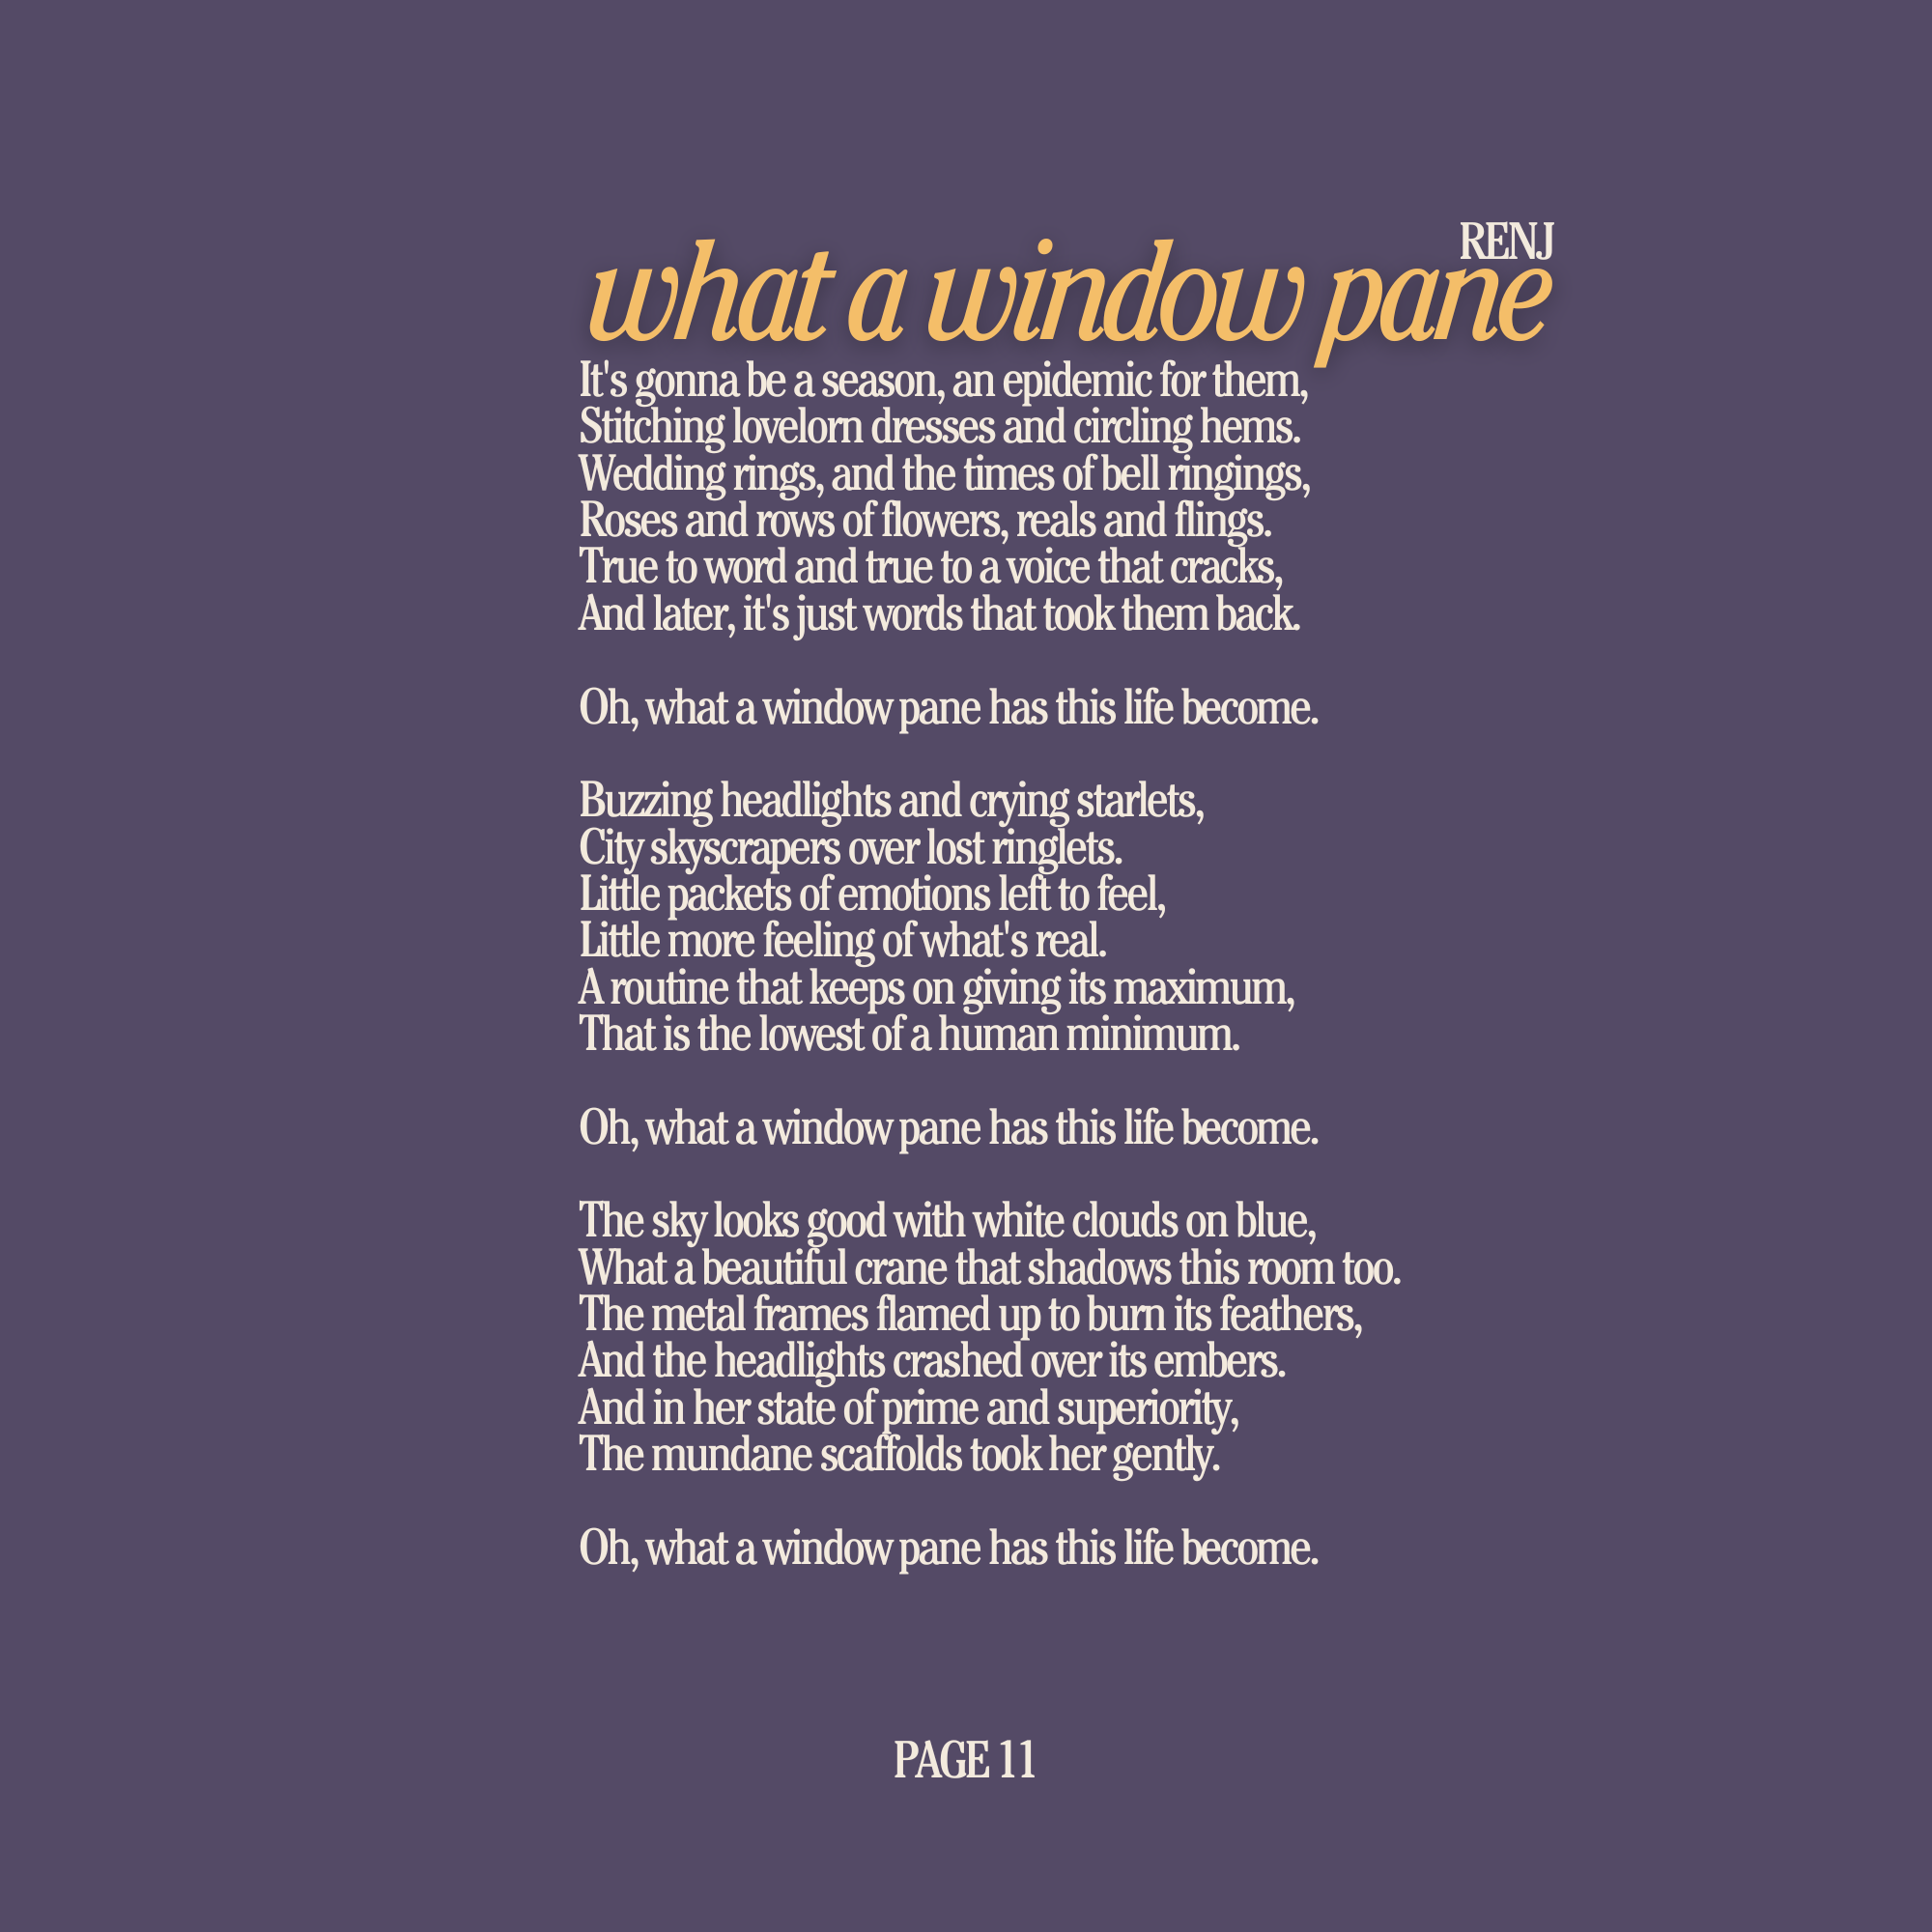 RENJ
what a window pane
It's gonna be a season, an epidemic for them,
Stitching lovelorn dresses and circling hems.
Wedding rings, and the times of bell ringings,
Roses and rows of flowers, reals and flings.
True to word and true to a voice that cracks,
And later, it's just words that took them back.
Oh, what a window pane has this life become.
Buzzing headlights and crying starlets,
City skyscrapers over lost ringlets.
Little packets of emotions left to feel,
Little more feeling of what's real.
A routine that keeps on giving its maximum,
That is the lowest of a human minimum.
Oh, what a window pane has this life become.
The sky looks good with white clouds on blue,
What a beautiful crane that shadows this room too.
The metal frames flamed up to burn its feathers,
And the headlights crashed over its embers.
And in her state of prime and superiority,
The mundane scaffolds took her gently.
Oh, what a window pane has this life become.
PAGE 11